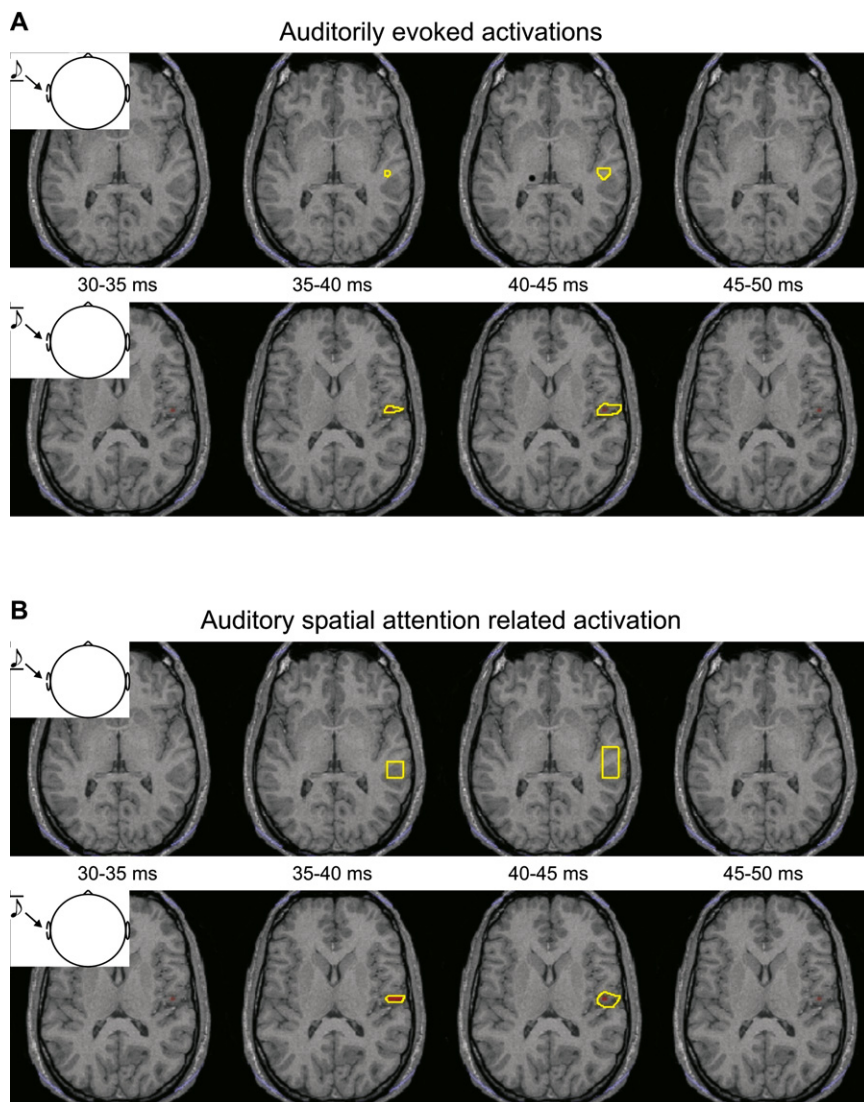 A
Auditorily evoked activations
30-35 ms
35-40 ms
40-45 ms
45-50 ms
B
Auditory spatial attention related activation
30-35 ms
35-40 ms
40-45 ms
45-50 ms